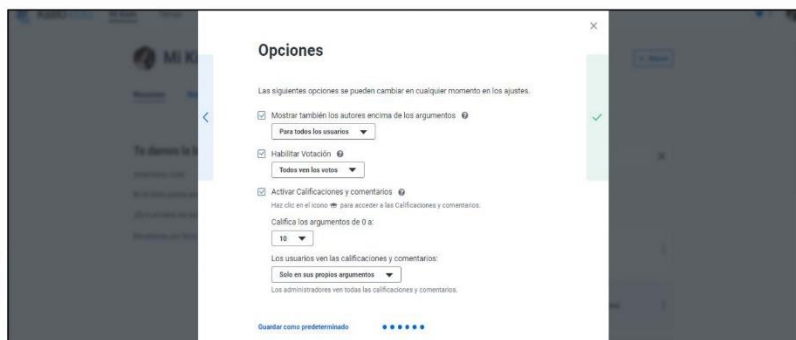 Mi K
Opciones
Las siguientes opciones se pueden cambiar en cualquier momento en los ajustes.
Mostrar también los autores encima de los argumentos
Para todos los usuarios
Habilitar Votación
Todos ven los votos
Activar Calificaciones y comentarios
Haz clic en el icono para acceder a las Calificaciones y comentarios.
Califica los argumentos de 0 a:
10
Los usuarios ven las calificaciones y comentarios:
Solo en sus propios argumentos
Los administradores ven todas las calificaciones y comentarios.
Guardar como predeterminado